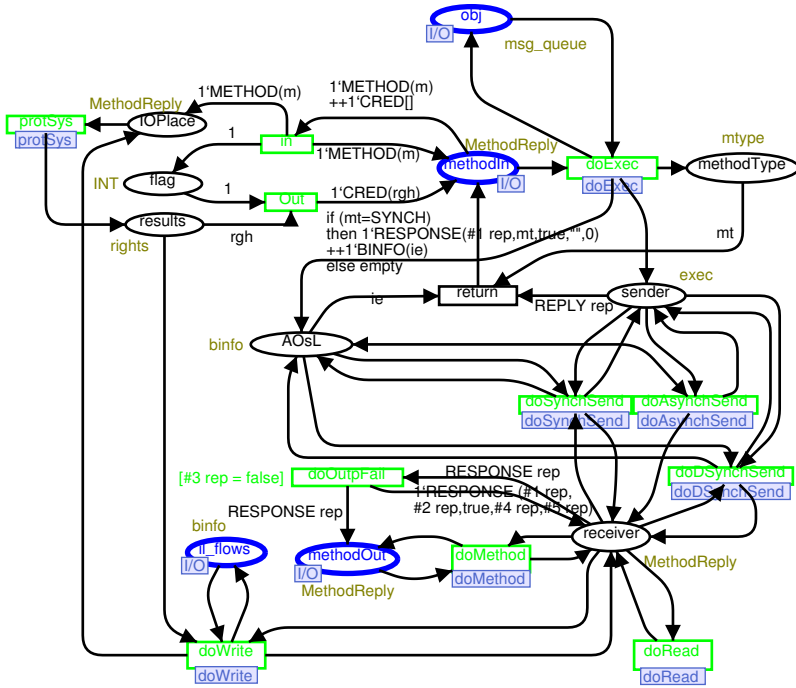 obj
I/O
msg_queue
1‘METHOD(m)
1‘METHOD(m)
++1‘CRED[]
MethodReply
IOPlace
protSys
protSys
1
in
1‘METHOD(m)
MethodReply
methodIn
I/O
doExec
doExec
mtype
methodType
INT
flag
1
Out
1‘CRED(rgh)
results
rights
rgh
if (mt=SYNCH)
then 1‘RESPONSE(#1 rep,mt,true,"",0)
++1‘BINFO(ie)
else empty
mt
exec
ie
return
REPLY rep
sender
binfo
AOsL
doSynchSend
doSynchSend
doAsynchSend
doAsynchSend
[#3 rep = false]
doOutpFail
RESPONSE rep
1‘RESPONSE (#1 rep,
#2 rep,true,#4 rep,#5 rep)
doDSynchSend
doDSynchSend
RESPONSE rep
binfo
il_flows
I/O
methodOut
I/O
MethodReply
doMethod
doMethod
receiver
MethodReply
doWrite
doWrite
doRead
doRead